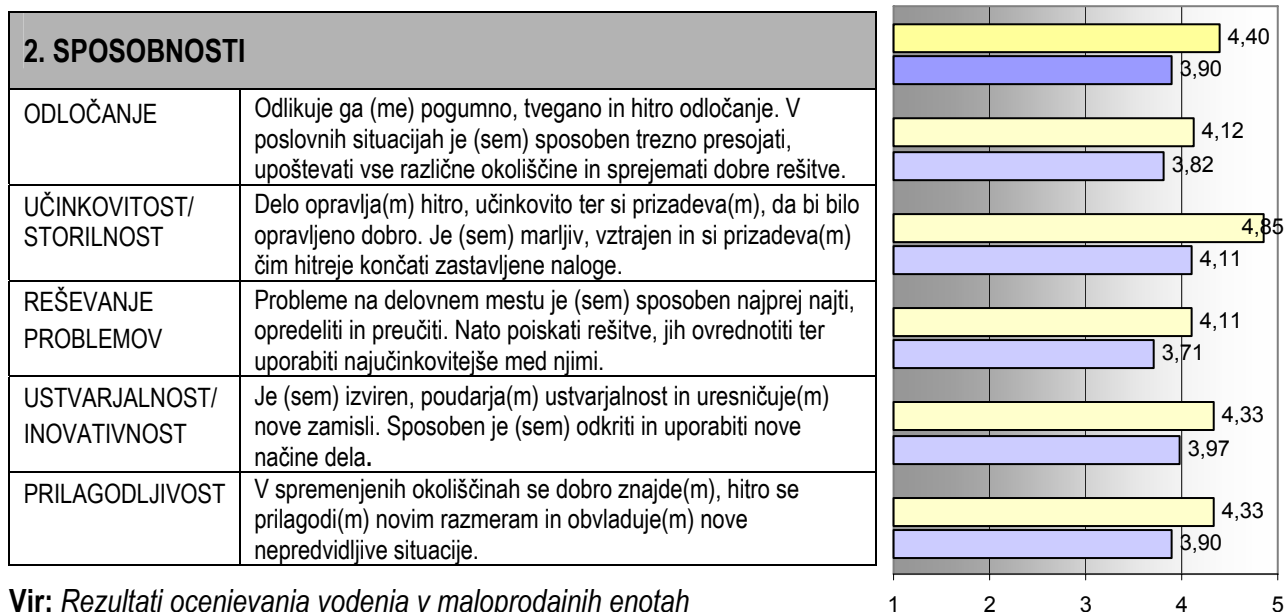 2. SPOSOBNOSTI
4,40
3,90
ODLOČANJE
Odlikuje ga (me) pogumno, tvegano in hitro odločanje. V
poslovnih situacijah je (sem) sposoben trezno presojati,
upoštevati vse različne okoliščine in sprejemati dobre rešitve.
4,12
3,82
UČINKOVITOST/
STORILNOST
Delo opravlja(m) hitro, učinkovito ter si prizadeva(m), da bi bilo
opravljeno dobro. Je (sem) marljiv, vztrajen in si prizadeva(m)
čim hitreje končati zastavljene naloge.
4,85
4,11
REŠEVANJE
PROBLEMOV
Probleme na delovnem mestu je (sem) sposoben najprej najti,
opredeliti in preučiti. Nato poiskati rešitve, jih ovrednotiti ter
uporabiti najučinkovitejše med njimi.
4,11
3,71
USTVARJALNOST/
INOVATIVNOST
Je (sem) izviren, poudarja(m) ustvarjalnost in uresničuje(m)
nove zamisli. Sposoben je (sem) odkriti in uporabiti nove
načine dela.
4,33
3,97
PRILAGODLJIVOST
V spremenjenih okoliščinah se dobro znajde(m), hitro se
prilagodi(m) novim razmeram in obvladuje(m) nove
nepredvidljive situacije.
4,33
3,90
1 2 3 4 5
Vir: Rezultati ocenjevanja vodenja v maloprodajnih enotah